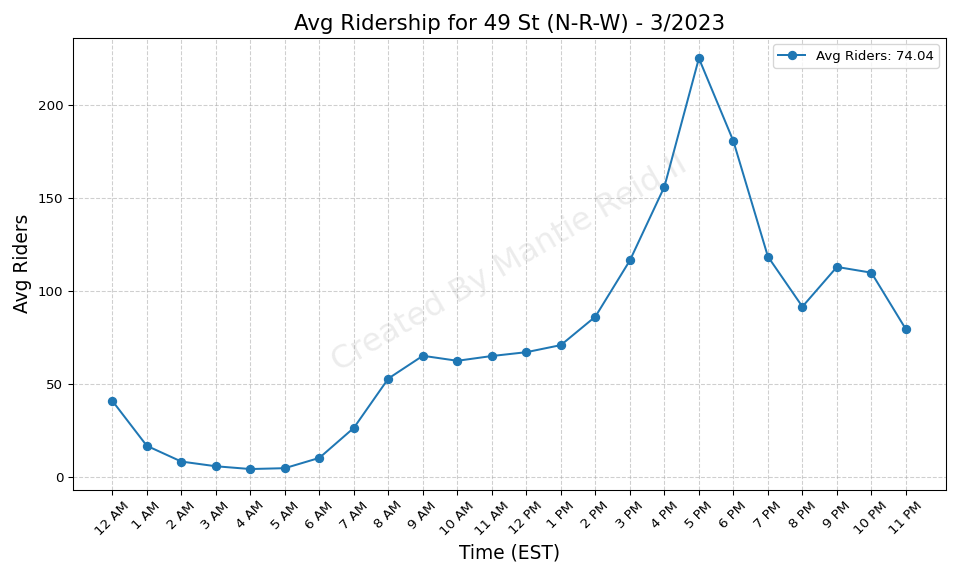 Avg Ridership for 49 St (N-R-W) - 3/2023
Avg Riders: 74.04
Avg Riders
200
150
100
50
0
Created By Mantle Reid II
12 AM
1 AM
2 AM
3 AM
4 AM
5 AM
6 AM
7 AM
8 AM
9 AM
10 AM
11 AM
12 PM
1 PM
2 PM
3 PM
4 PM
5 PM
6 PM
7 PM
8 PM
9 PM
10 PM
11 PM
Time (EST)